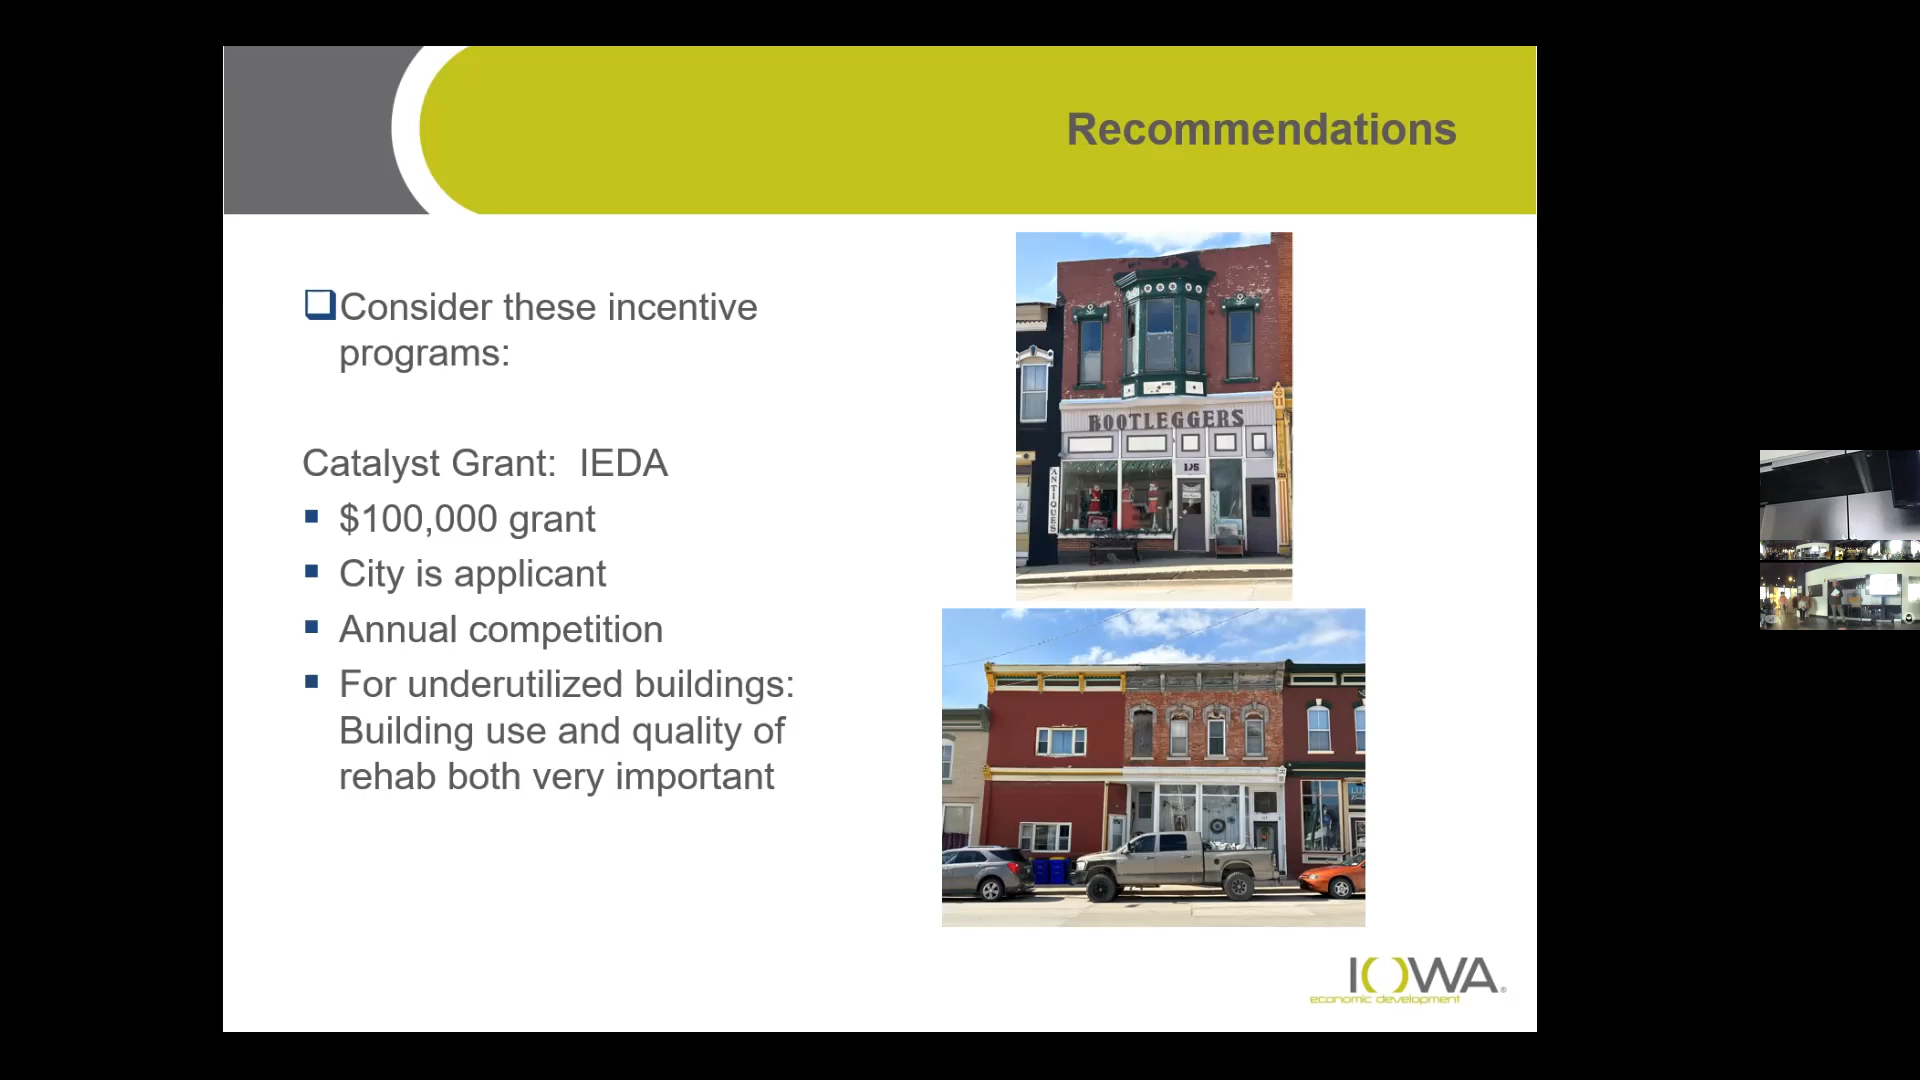 Recommendations
Consider these incentive
programs:
Catalyst Grant: IEDA
$100,000 grant
City is applicant
Annual competition
For underutilized buildings:
Building use and quality of
rehab both very important
BOOTLEGGERS
105
ANTIQUES
IOWA®
economic development